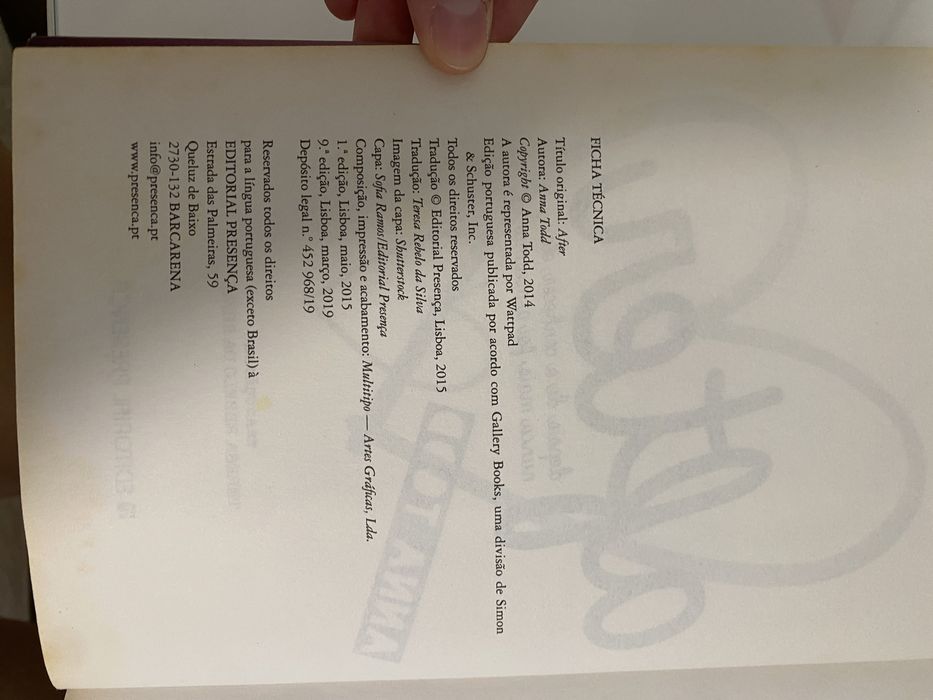 FICHA TÉCNICA
Título original: After
Autora: Anna Todd
Copyright © Anna Todd, 2014
A autora é representada por Wattpad
Edição portuguesa publicada por acordo com Gallery Books, uma divisão de Simon
& Schuster, Inc.
Todos os direitos reservados
Tradução © Editorial Presença, Lisboa, 2015
Tradução: Teresa Rebelo da Silva
Imagem da capa: Shutterstock
Capa: Sofia Ramos/Editorial Presença
Composição, impressão e acabamento: Multitipo — Artes Gráficas, Lda.
1.ª edição, Lisboa, maio, 2015
9.ª edição, Lisboa, março, 2019
Depósito legal n.º 452 968/19
Reservados todos os direitos
para a língua portuguesa (exceto Brasil) à
EDITORIAL PRESENÇA
Estrada das Palmeiras, 59
Queluz de Baixo
2730-132 BARCARENA
info@presenca.pt
www.presenca.pt